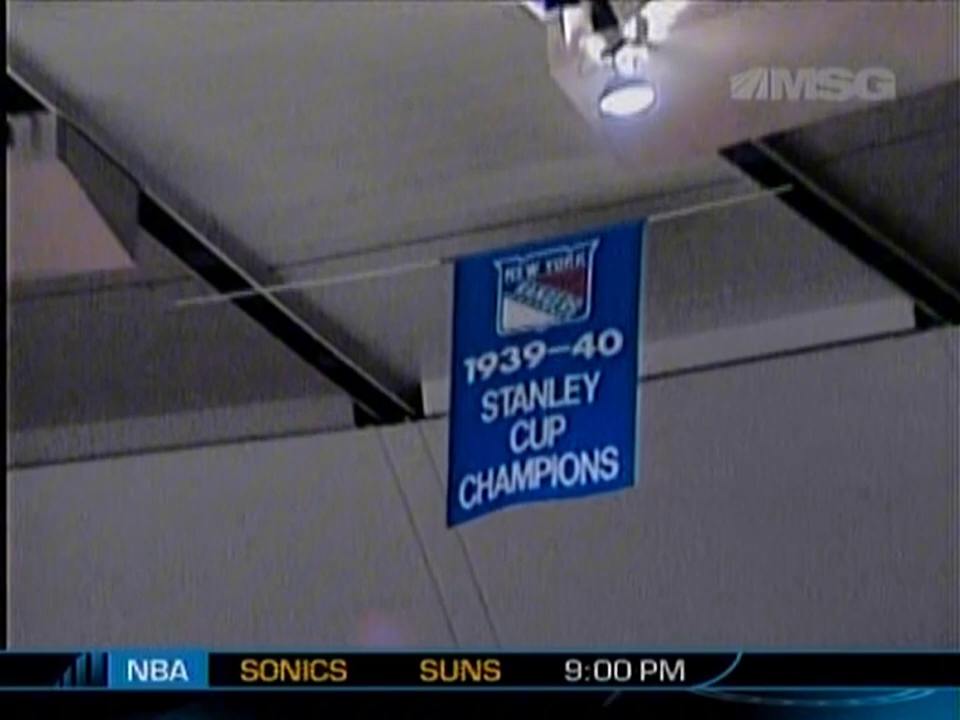 MSG
NEW YORK
RANGERS
1939–40
STANLEY
CUP
CHAMPIONS
NBA SONICS SUNS 9:00 PM